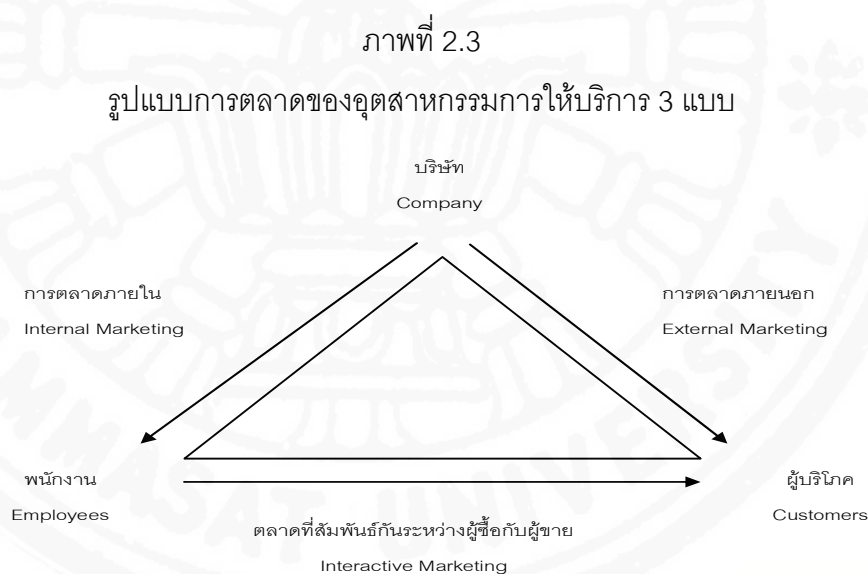 ภาพที่ 2.3
รูปแบบการตลาดของอุตสาหกรรมการให้บริการ 3 แบบ
บริษัท
Company
การตลาดภายใน
Internal Marketing
การตลาดภายนอก
External Marketing
พนักงาน
Employees
ผู้บริโภค
Customers
ตลาดที่สัมพันธ์กันระหว่างผู้ซื้อกับผู้ขาย
Interactive Marketing
MMASAT UNIVERSITY